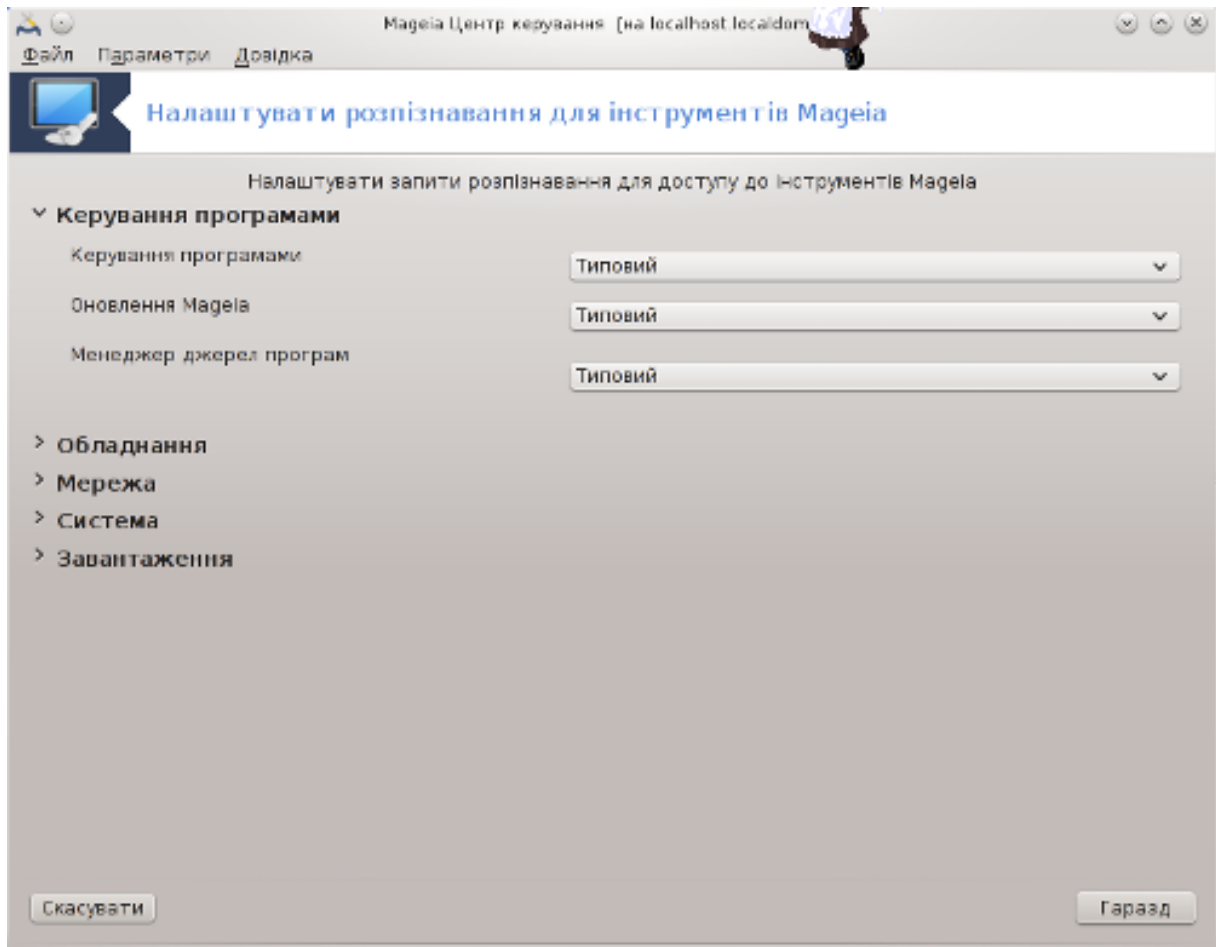 Mageia Центр керування [на localhost.localdom
Файл Параметри Довідка
Налаштувати розпізнавання для інструментів Mageia
Налаштувати запити розпізнавання для доступу до інструментів Mageia
Керування програмами
Керування програмами
Типовий
Оновлення Mageia
Типовий
Менеджер джерел програм
Типовий
Обладнання
Мережа
Система
Завантаження
Скасувати
Гаразд